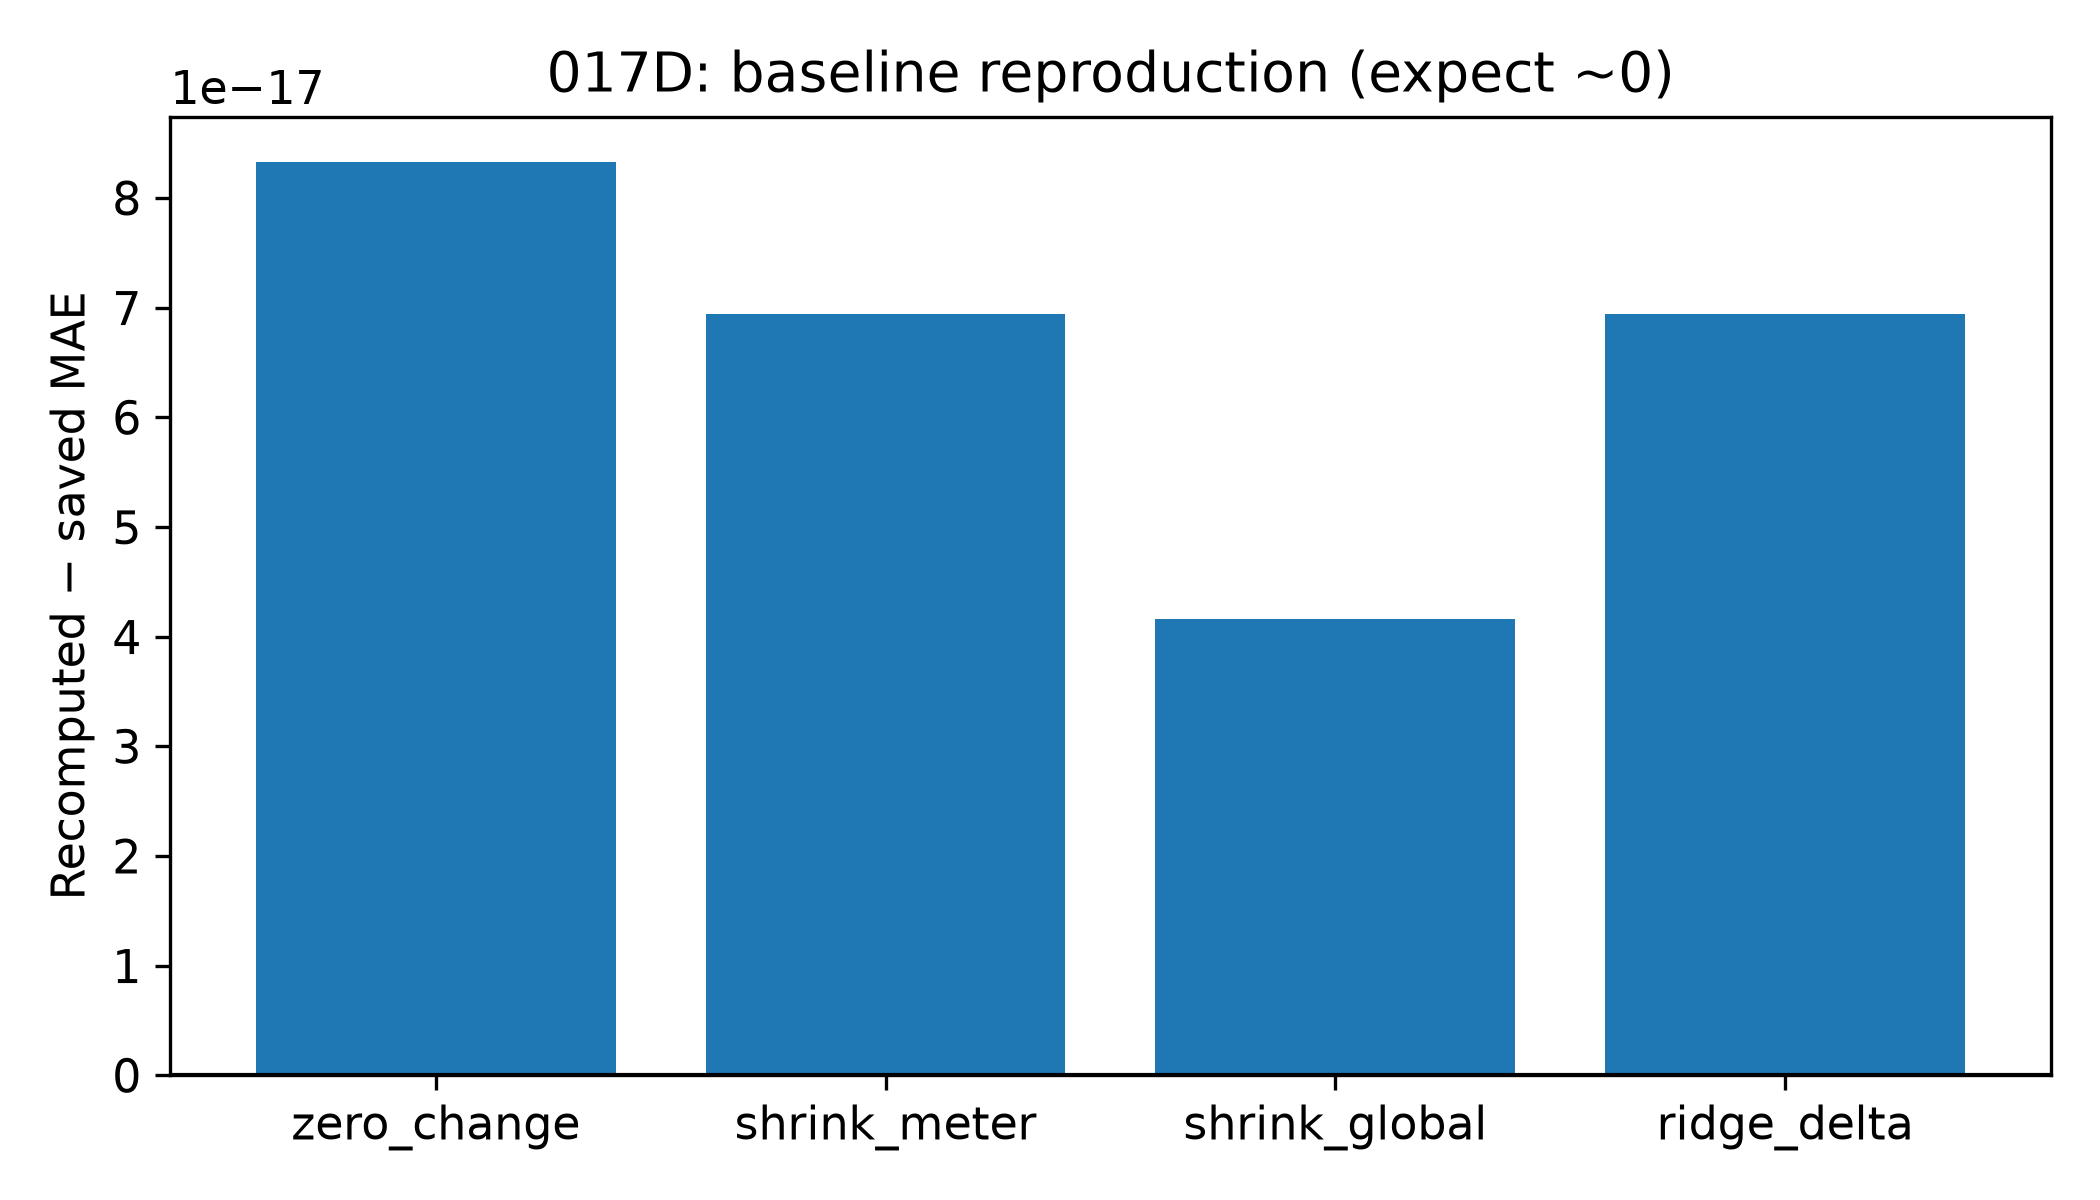 017D: baseline reproduction (expect ~0)
1e−17
Recomputed − saved MAE
8
7
6
5
4
3
2
1
0
zero_change shrink_meter shrink_global ridge_delta